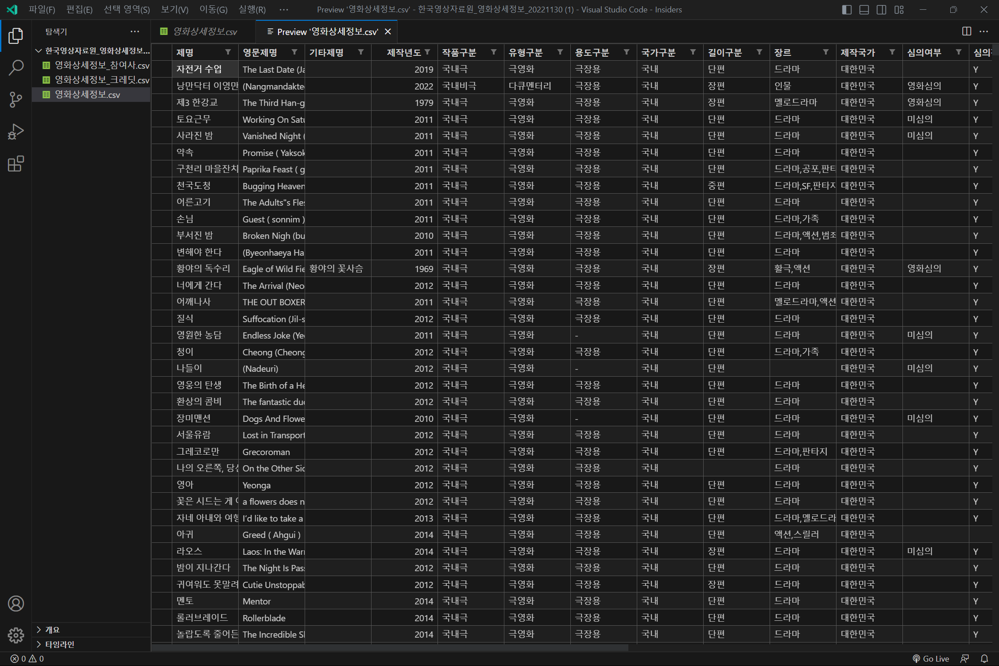 파일(F) 편집(E) 선택 영역(S) 보기(V) 이동(G) 실행(R) ··· Preview '영화상세정보.csv' - 한국영상자료원_영화상세정보_20221130 (1) - Visual Studio Code - Insiders
탐색기 ···
한국영상자료원_영화상세정보...
영화상세정보_참여사.csv
영화상세정보_크레딧.csv
영화상세정보.csv
개요
타임라인
영화상세정보.csv Preview '영화상세정보.csv'
제명 영문제명 기타제명 제작년도 작품구분 유형구분 용도구분 국가구분 길이구분 장르 제작국가 심의여부 심의
자전거 수업 The Last Date (Ja 2019 국내극 극영화 극장용 국내 단편 드라마 대한민국 Y
낭만닥터 이영만 (Nangmandakte 2022 국내비극 다큐멘터리 극장용 국내 장편 인물 대한민국 영화심의 Y
제3 한강교 The Third Han-g 1979 국내극 극영화 극장용 국내 장편 멜로드라마 대한민국 영화심의 Y
토요근무 Working On Satu 2011 국내극 극영화 극장용 국내 단편 드라마 대한민국 미심의 Y
사라진 밤 Vanished Night ( 2011 국내극 극영화 극장용 국내 단편 드라마 대한민국 미심의 Y
약속 Promise ( Yaksok 2011 국내극 극영화 극장용 국내 단편 드라마 대한민국 Y
구천리 마을잔치 Paprika Feast ( g 2011 국내극 극영화 극장용 국내 단편 드라마,공포,판타 대한민국 Y
천국도청 Bugging Heaven 2011 국내극 극영화 극장용 국내 중편 드라마,SF,판타지 대한민국 Y
어른고기 The Adults"s Fles 2011 국내극 극영화 극장용 국내 단편 드라마 대한민국 Y
손님 Guest ( sonnim ) 2011 국내극 극영화 극장용 국내 단편 드라마,가족 대한민국 Y
부서진 밤 Broken Nigh (bu 2010 국내극 극영화 극장용 국내 단편 드라마,액션,범죄 대한민국 Y
변해야 한다 (Byeonhaeya Ha 2011 국내극 극영화 극장용 국내 단편 드라마 대한민국 Y
황야의 독수리 Eagle of Wild Fie 황야의 꽃사슴 1969 국내극 극영화 극장용 국내 장편 활극,액션 대한민국 영화심의 Y
너에게 간다 The Arrival (Neo 2012 국내극 극영화 극장용 국내 단편 드라마 대한민국 Y
어깨나사 THE OUT BOXER 2011 국내극 극영화 극장용 국내 단편 멜로드라마,액션 대한민국 Y
질식 Suffocation (Jil-s 2012 국내극 극영화 극장용 국내 단편 드라마 대한민국 Y
영원한 농담 Endless Joke (Yeo 2011 국내극 극영화 - 국내 단편 드라마 대한민국 미심의 Y
청이 Cheong (Cheong 2012 국내극 극영화 극장용 국내 단편 드라마,가족 대한민국 Y
나들이 (Nadeuri) 2012 국내극 극영화 - 국내 단편 대한민국 미심의 Y
영웅의 탄생 The Birth of a He 2012 국내극 극영화 극장용 국내 단편 드라마 대한민국 Y
환상의 콤비 The fantastic duo 2012 국내극 극영화 극장용 국내 단편 드라마 대한민국 Y
장미맨션 Dogs And Flowe 2010 국내극 극영화 - 국내 단편 드라마 대한민국 미심의 Y
서울유람 Lost in Transport 2012 국내극 극영화 극장용 국내 단편 드라마 대한민국 Y
그레코로만 Grecoroman 2012 국내극 극영화 극장용 국내 단편 드라마,판타지 대한민국 Y
나의 오른쪽, 당신 On the Other Sid 2012 국내극 극영화 극장용 국내 드라마 대한민국 Y
영아 Yeonga 2012 국내극 극영화 극장용 국내 단편 드라마 대한민국 Y
꽃은 시드는 게 a flowers does n 2012 국내극 극영화 극장용 국내 단편 드라마 대한민국 Y
자네 아내와 여행 I'd like to take a 2013 국내극 극영화 극장용 국내 단편 드라마,멜로드라 대한민국 Y
아귀 Greed ( Ahgui ) 2014 국내극 극영화 극장용 국내 단편 액션,스릴러 대한민국
라오스 Laos: In the Warı 2014 국내극 극영화 극장용 국내 장편 드라마 대한민국 미심의 Y
밤이 지나간다 The Night Is Pass 2012 국내극 극영화 극장용 국내 단편 드라마 대한민국 Y
귀여워도 못말려 Cutie Unstoppab 2012 국내극 극영화 극장용 국내 장편 드라마 대한민국 Y
멘토 Mentor 2014 국내극 극영화 극장용 국내 단편 드라마 대한민국 Y
롤러브레이드 Rollerblade 2014 국내극 극영화 극장용 국내 단편 드라마 대한민국 Y
놀랍도록 줄어든 The Incredible Sl 2014 국내극 극영화 극장용 국내 단편 드라마 대한민국 Y
0 0 Go Live